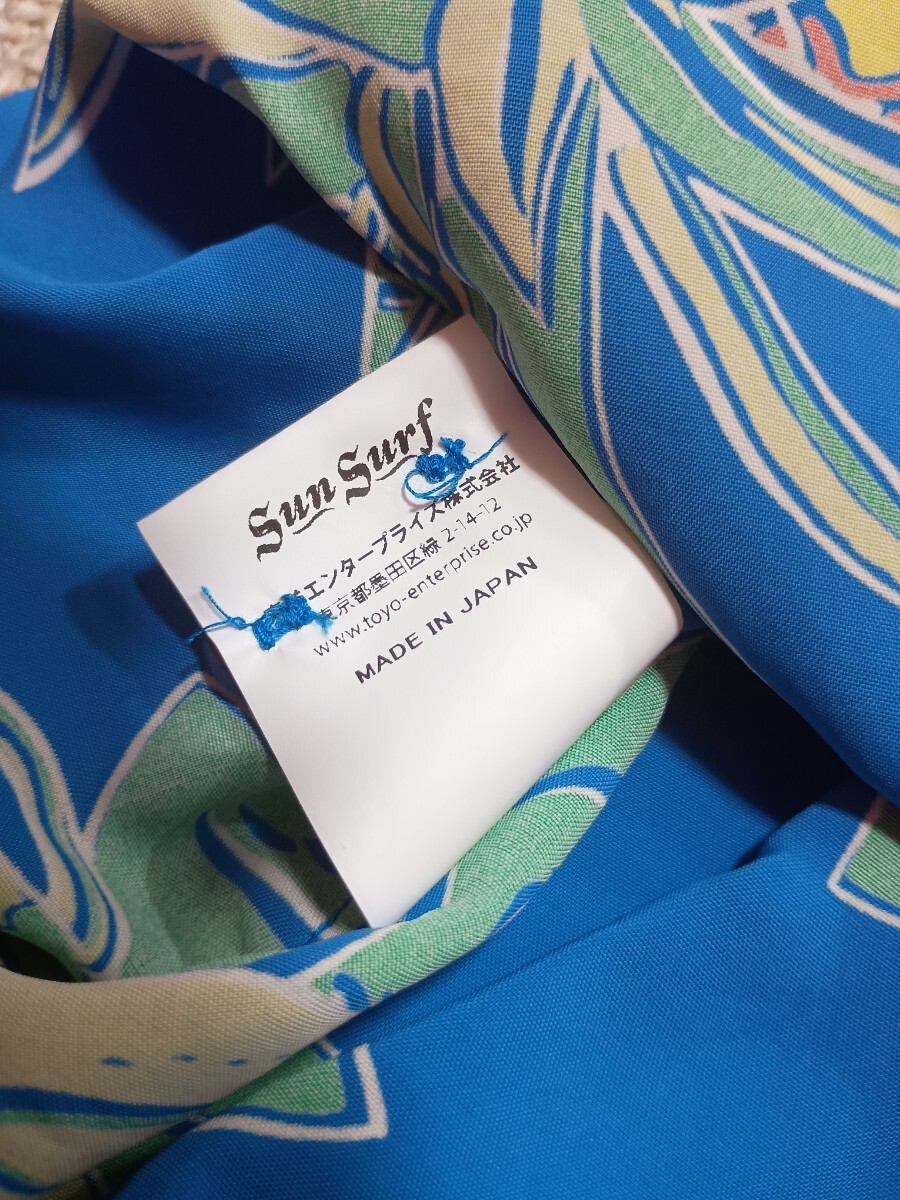 Sun Surf
エンタープライズ株式会社
東京都墨田区緑 2-14-12
www.toyo-enterprise.co.jp
MADE IN JAPAN